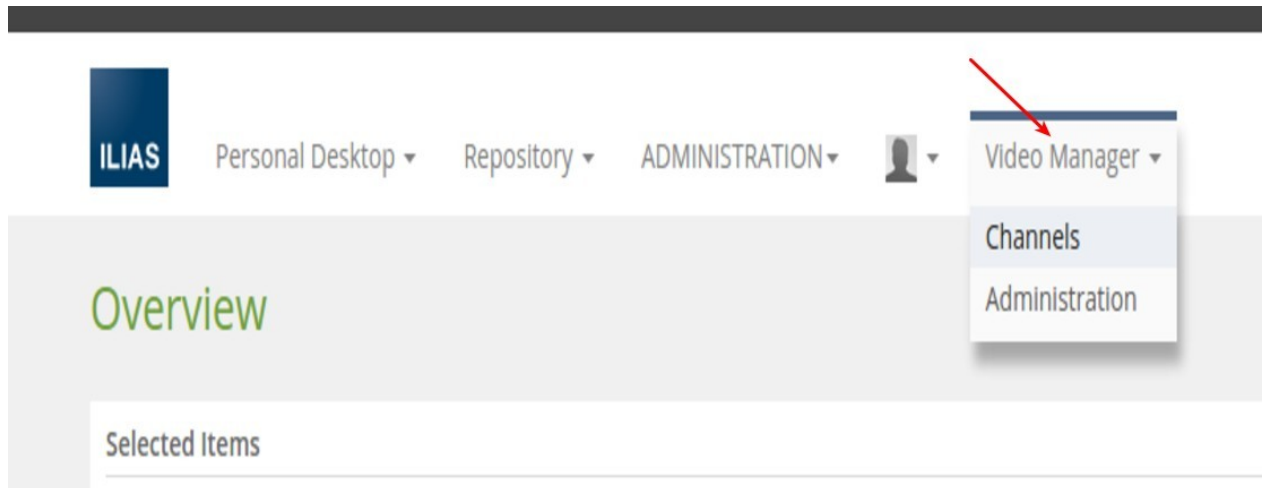 ILIAS Personal Desktop Repository ADMINISTRATION Video Manager
Channels
Administration
Overview
Selected Items